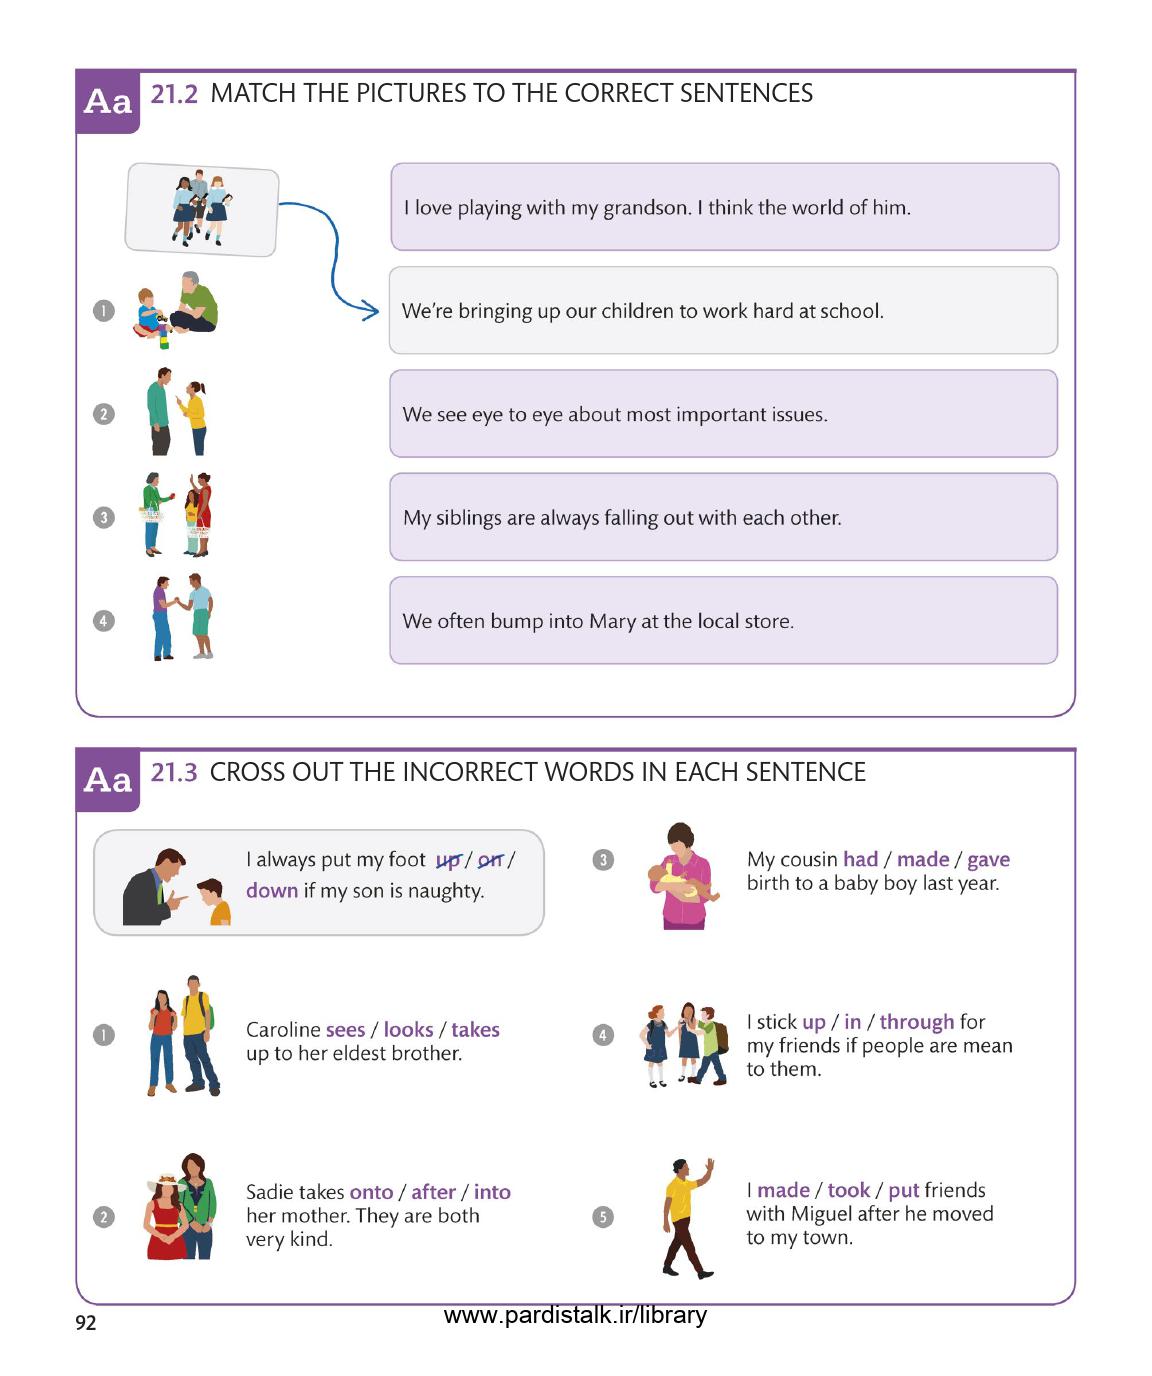 Aa 21.2 MATCH THE PICTURES TO THE CORRECT SENTENCES
I love playing with my grandson. I think the world of him.
1
We're bringing up our children to work hard at school.
2
We see eye to eye about most important issues.
3
My siblings are always falling out with each other.
4
We often bump into Mary at the local store.
Aa 21.3 CROSS OUT THE INCORRECT WORDS IN EACH SENTENCE
I always put my foot up / on /
down if my son is naughty.
1
Caroline sees / looks / takes
up to her eldest brother.
2
Sadie takes onto / after / into
her mother. They are both
very kind.
3
My cousin had / made / gave
birth to a baby boy last year.
4
I stick up / in / through for
my friends if people are mean
to them.
5
I made / took / put friends
with Miguel after he moved
to my town.
92
www.pardistalk.ir/library